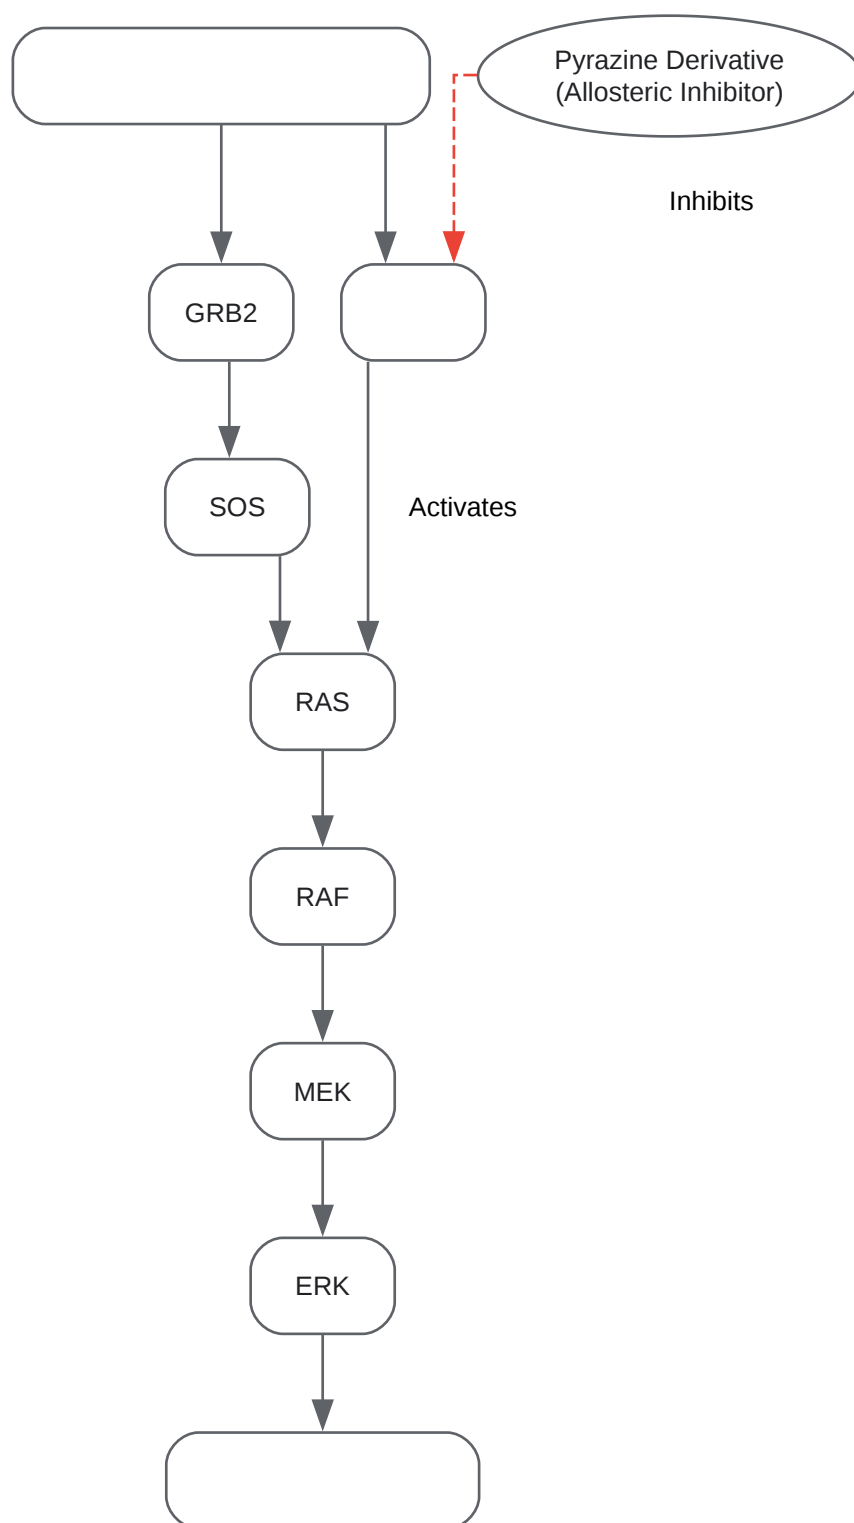 Pyrazine Derivative
(Allosteric Inhibitor)
Inhibits
GRB2
SOS
Activates
RAS
RAF
MEK
ERK